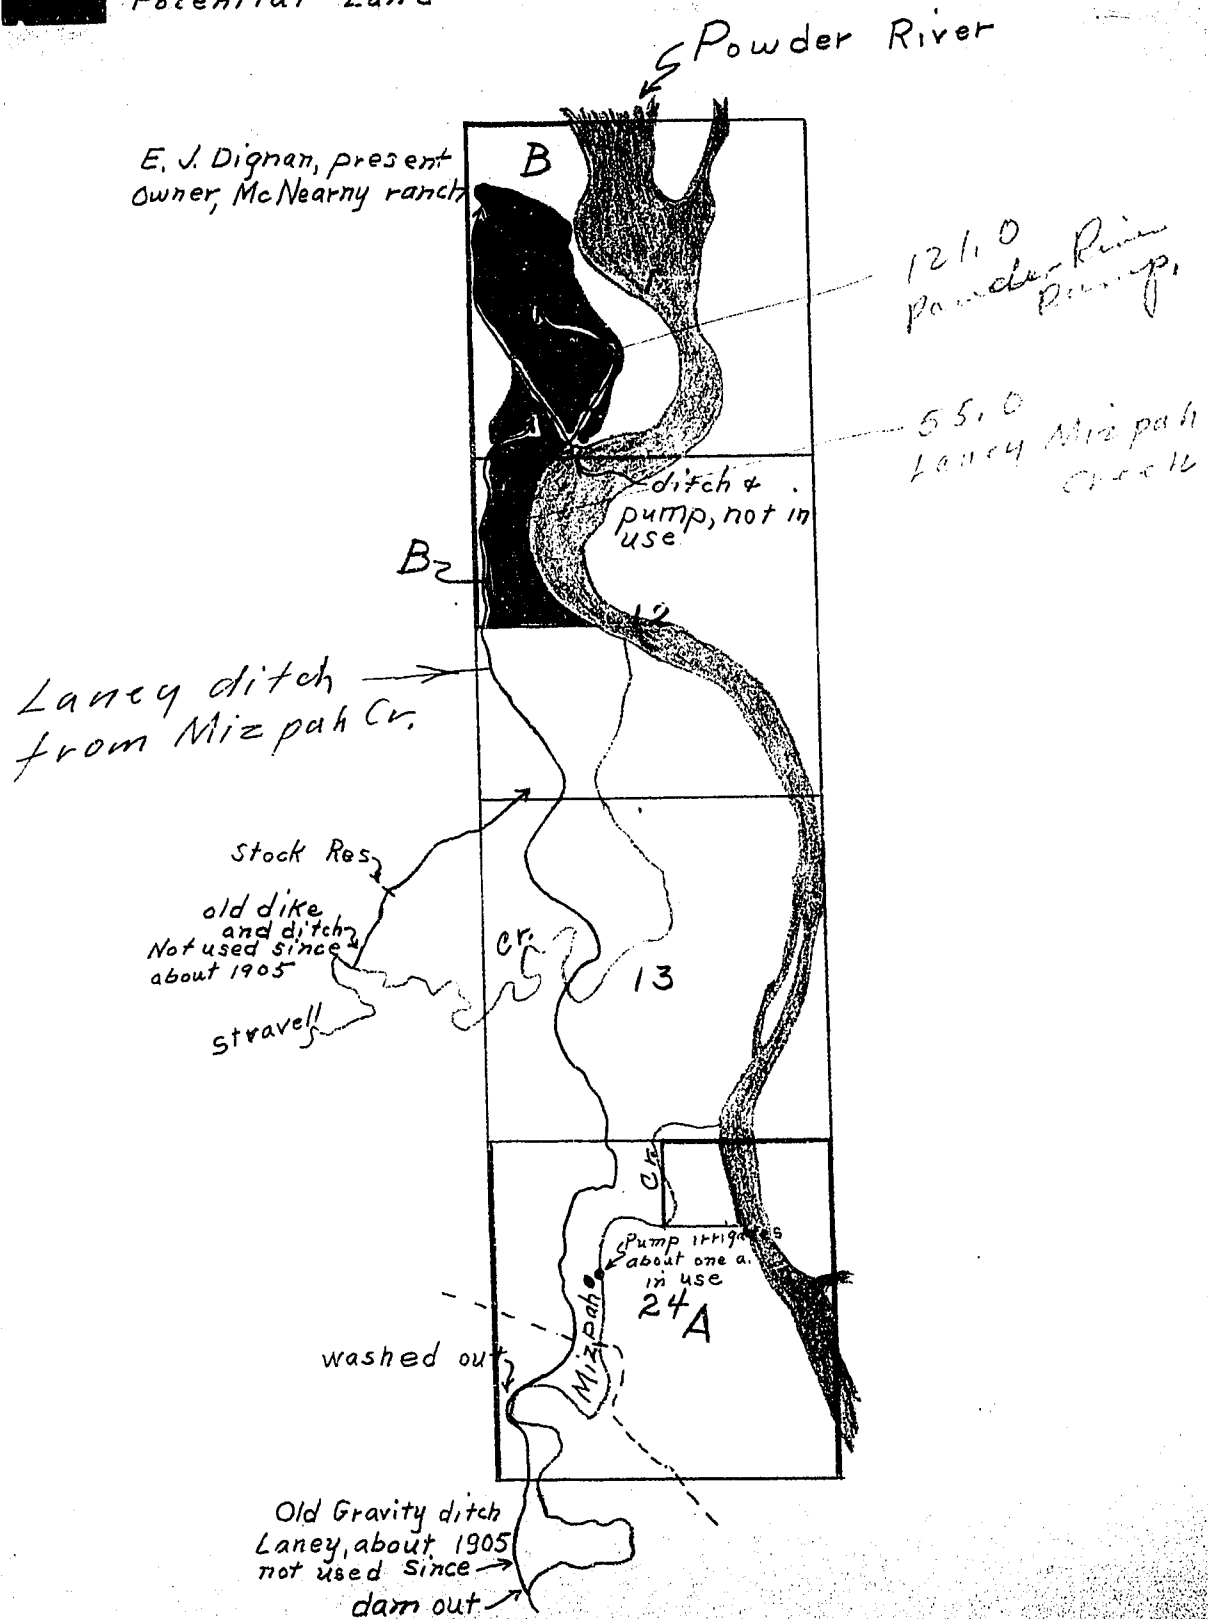 Potential Land
Powder River
E. J. Dignan, present
owner, McNearny ranch
B
121.0
Powder River
Pump,
55.0
Laney Mizpah
Creek
ditch &
pump, not in
use
B
12
Laney ditch
from Mizpah Cr.
Stock Res
old dike
and ditch
Not used since
about 1905
Cr.
13
Cr.
Pump irrigates
about one a.
in use
24
A
Mizpah
washed out
Old Gravity ditch
Laney, about 1905
not used since
dam out